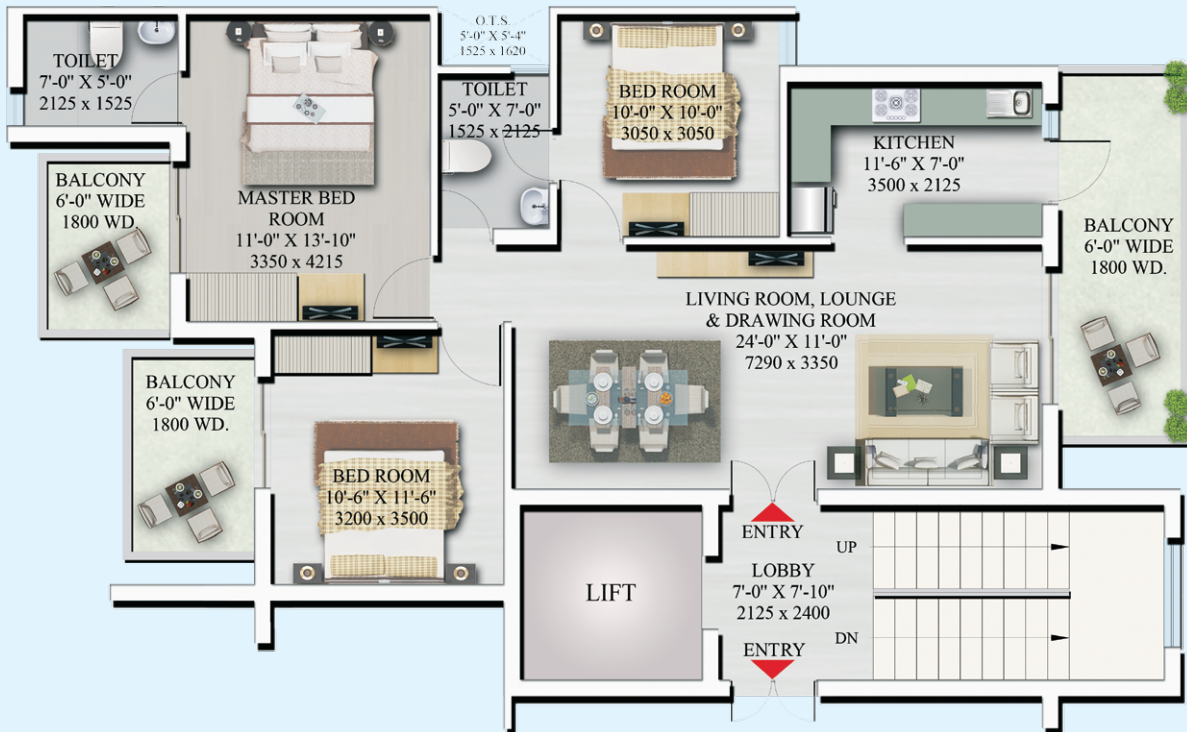 O.T.S.
5'-0" X 5'-4"
1525 x 1620
TOILET
7'-0" X 5'-0"
2125 x 1525
TOILET
5'-0" X 7'-0"
1525 x 2125
BED ROOM
10'-0" X 10'-0"
3050 x 3050
KITCHEN
11'-6" X 7'-0"
3500 x 2125
BALCONY
6'-0" WIDE
1800 WD.
MASTER BED
ROOM
11'-0" X 13'-10"
3350 x 4215
BALCONY
6'-0" WIDE
1800 WD.
LIVING ROOM, LOUNGE
& DRAWING ROOM
24'-0" X 11'-0"
7290 x 3350
BALCONY
6'-0" WIDE
1800 WD.
BED ROOM
10'-6" X 11'-6"
3200 x 3500
ENTRY
UP
LIFT
LOBBY
7'-0" X 7'-10"
2125 x 2400
DN
ENTRY